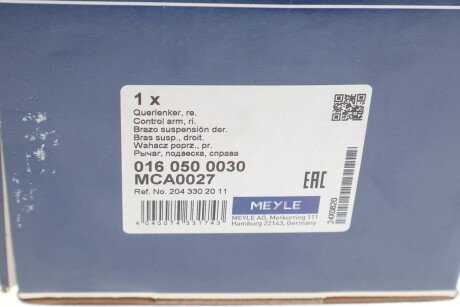 1 x
Querlenker, re.
Control arm, ri.
Brazo suspensión der.
Bras susp., droit.
Wahacz poprz., pr.
Рычаг, подвеска, справа
016 050 0030
MCA0027
Ref. No. 204 330 20 11
EAC
MEYLE
MEYLE AG, Merkurring 111
Hamburg 22143, Germany
4 040074 331743
24X0820